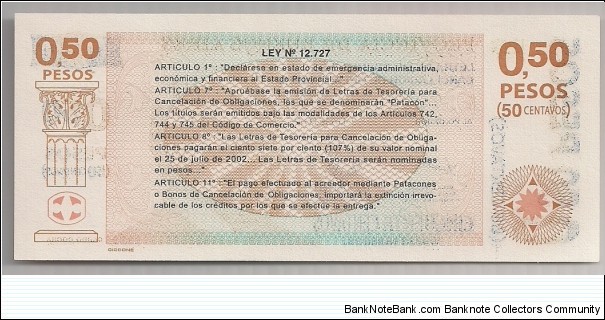 0,50
PESOS
LEY Nº 12.727
ARTICULO 1º : "Declárese en estado de emergencia administrativa,
económica y financiera al Estado Provincial..."
ARTICULO 7º : "Apruébase la emisión de Letras de Tesorería para
Cancelación de Obligaciones, los que se denominarán "Patacón"...
Los títulos serán emitidos bajo las modalidades de los Artículos 742,
744 y 745 del Código de Comercio."
ARTICULO 8º : "Las Letras de Tesorería para Cancelación de Obliga-
ciones pagarán el ciento siete por ciento (107%) de su valor nominal
el 25 de julio de 2002... Las Letras de Tesorería serán nominadas
en pesos..."
ARTICULO 11º : "El pago efectuado al acreedor mediante Patacones
o Bonos de Cancelación de Obligaciones, importará la extinción irrevo-
cable de los créditos por los que se efectúe la entrega."
0,50
PESOS
(50 CENTAVOS)
CICCONE
BankNoteBank.com Banknote Collectors Community